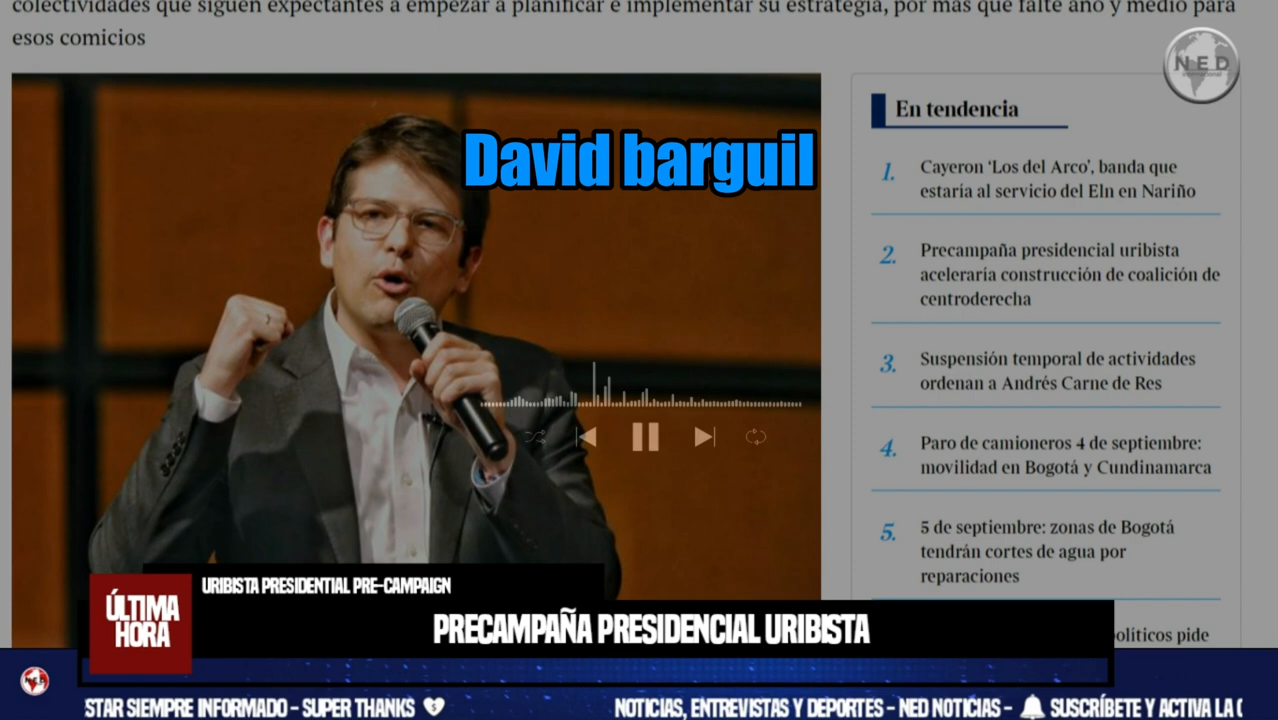 colectividades que siguen expectantes a empezar a planificar e implementar su estrategia, por más que falte año y medio para
esos comicios
NED
International
David barguil
En tendencia
1. Cayeron ‘Los del Arco’, banda que
estaría al servicio del Eln en Nariño
2. Precampaña presidencial uribista
aceleraría construcción de coalición de
centroderecha
3. Suspensión temporal de actividades
ordenan a Andrés Carne de Res
4. Paro de camioneros 4 de septiembre:
movilidad en Bogotá y Cundinamarca
5. 5 de septiembre: zonas de Bogotá
tendrán cortes de agua por
reparaciones
olíticos pide
URIBISTA PRESIDENTIAL PRE-CAMPAIGN
ÚLTIMA
HORA
PRECAMPAÑA PRESIDENCIAL URIBISTA
STAR SIEMPRE INFORMADO - SUPER THANKS NOTICIAS, ENTREVISTAS Y DEPORTES - NED NOTICIAS - SUSCRÍBETE Y ACTIVA LA